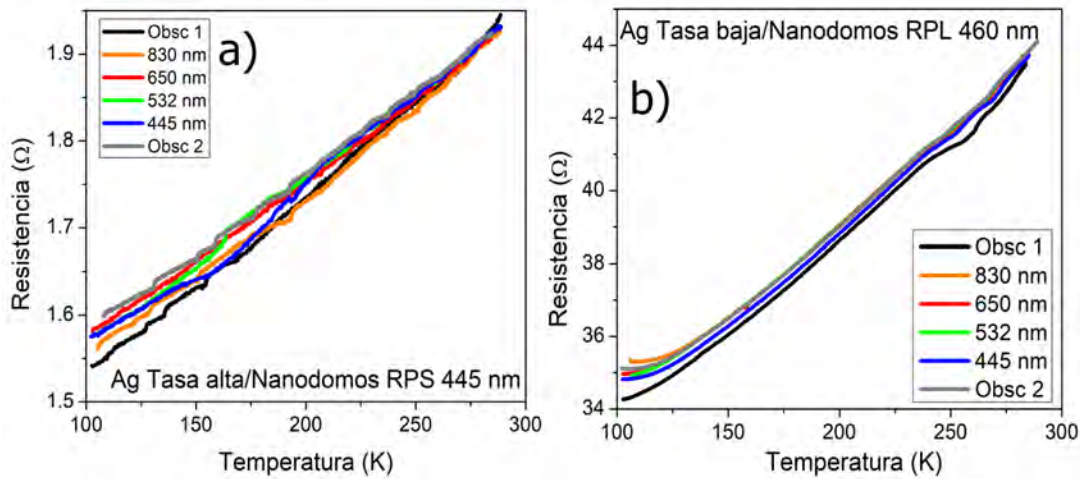 a)
Obsc 1
830 nm
650 nm
532 nm
445 nm
Obsc 2
Ag Tasa alta/Nanodomos RPS 445 nm
Resistencia (Ω)
1.9
1.8
1.7
1.6
1.5
100 150 200 250 300
Temperatura (K)
Ag Tasa baja/Nanodomos RPL 460 nm
b)
Obsc 1
830 nm
650 nm
532 nm
445 nm
Obsc 2
Resistencia (Ω)
44
42
40
38
36
34
100 150 200 250 300
Temperatura (K)